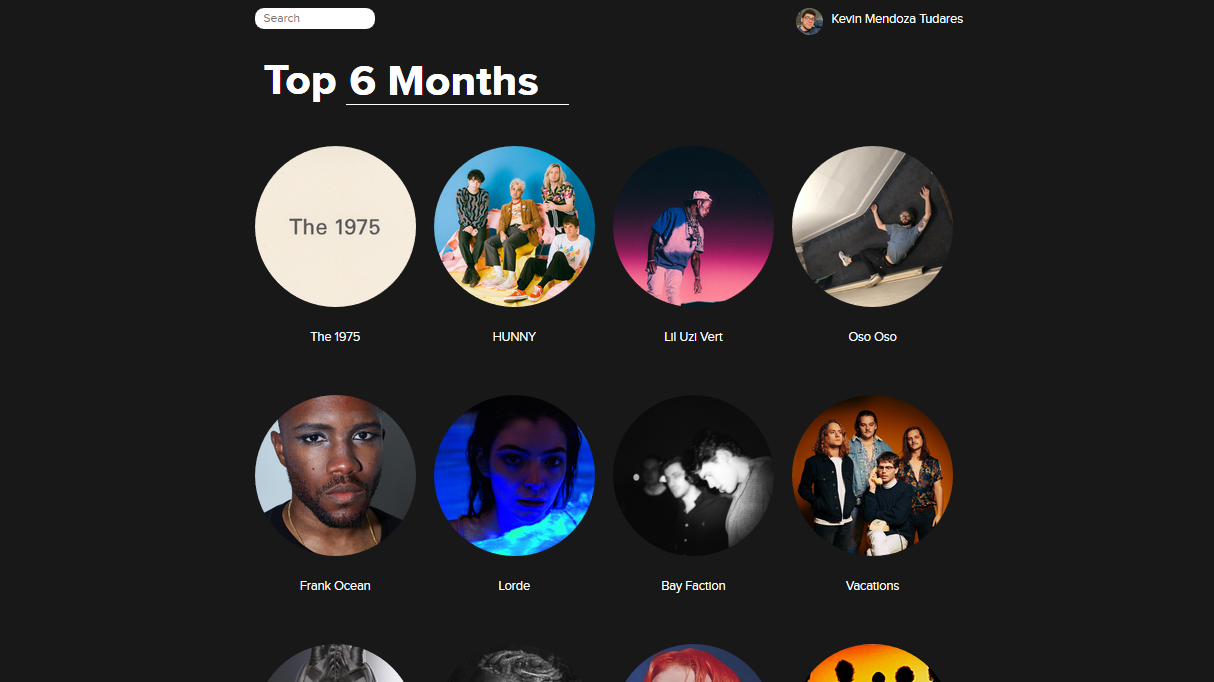 Search
Kevin Mendoza Tudares
Top 6 Months
The 1975
The 1975
HUNNY
Lil Uzi Vert
Oso Oso
Frank Ocean
Lorde
Bay Faction
Vacations